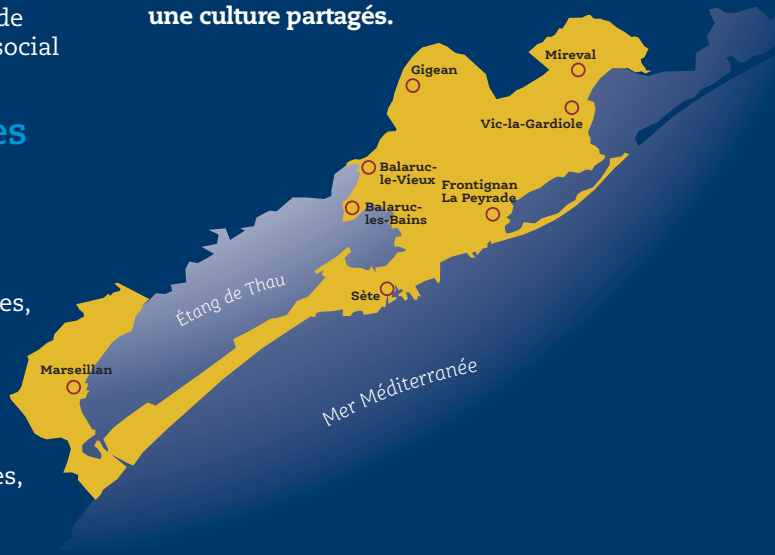 de
social
es
es,
es,
une culture partagés.
Mireval
Gigean
Vic-la-Gardiole
Balaruc-
le-Vieux
Frontignan
La Peyrade
Balaruc-
les-Bains
Étang de Thau
Sète
Marseillan
Mer Méditerranée